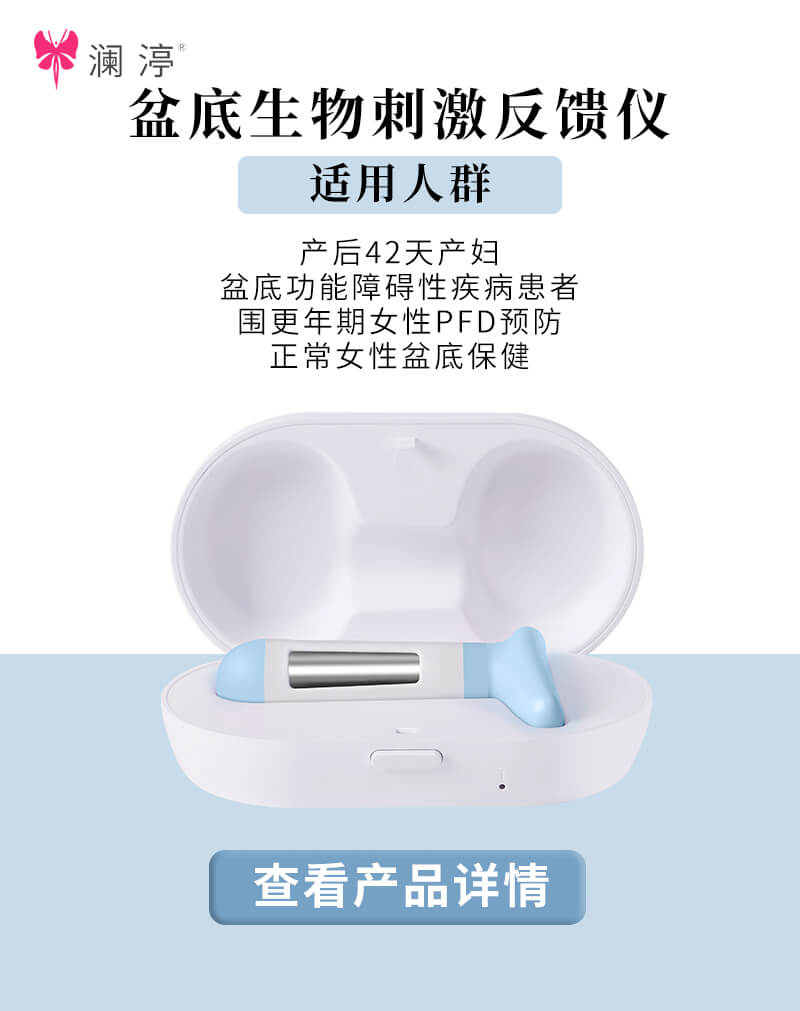 澜渟®
盆底生物刺激反馈仪
适用人群
产后42天产妇
盆底功能障碍性疾病患者
围更年期女性PFD预防
正常女性盆底保健
查看产品详情